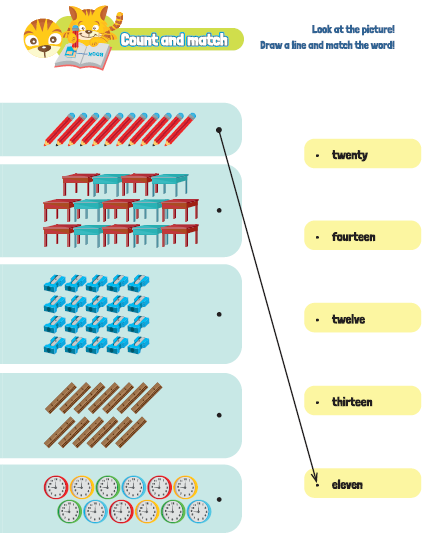 Count and match
Look at the picture!
Draw a line and match the word!
twenty
fourteen
twelve
thirteen
eleven